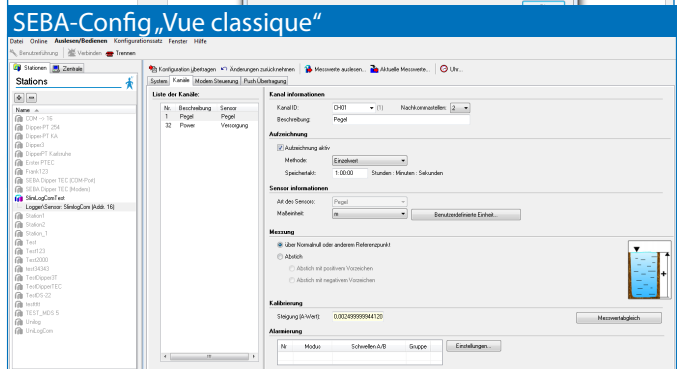 SEBA-Config „Vue classique“
Datei Online Auslesen/Bedienen Konfigurationssatz Fenster Hilfe
Benutzerführung Verbinden Trennen
Stationen Zentrale
Konfiguration übertragen Änderungen zurücknehmen Messwerte auslesen... Aktuelle Messwerte... Uhr...
Stations
System Kanäle Modem Steuerung Push Übertragung
Name
COM -> 16
Dipper-PT 254
Dipper-PT KA
Dipper3
DipperPT Karlsruhe
Erster PTEC
Frank123
SEBA Dipper TEC (COM-Port)
SEBA Dipper TEC (Modem)
SlimLogComTest
Logger\Sensor: SlimlogCom (Addr. 16)
Station1
Station2
Station_1
Test
Test123
Test2000
test34343
TestDipper3T
TestDipperTEC
TestDS-22
testttt
TEST_MDS 5
Unilog
UniLogCom
Liste der Kanäle:
Nr. Beschreibung Sensor
1 Pegel Pegel
32 Power Versorgung
Kanal informationen
Kanal ID: CH01 (1) Nachkommastellen: 2
Beschreibung: Pegel
Aufzeichnung
Aufzeichnung aktiv
Methode: Einzelwert
Speichertakt: 1:00:00 Stunden : Minuten : Sekunden
Sensor informationen
Art des Sensors: Pegel
Maßeinheit: m Benutzerdefinierte Einheit...
Messung
über Normalnull oder anderem Referenzpunkt
Abstich
Abstich mit positivem Vorzeichen
Abstich mit negativem Vorzeichen
Kalibrierung
Steigung (A-Wert): 0,002499999944120 Messwertabgleich
Alarmierung
Nr Modus Schwellen A/B Gruppe Einstellungen...